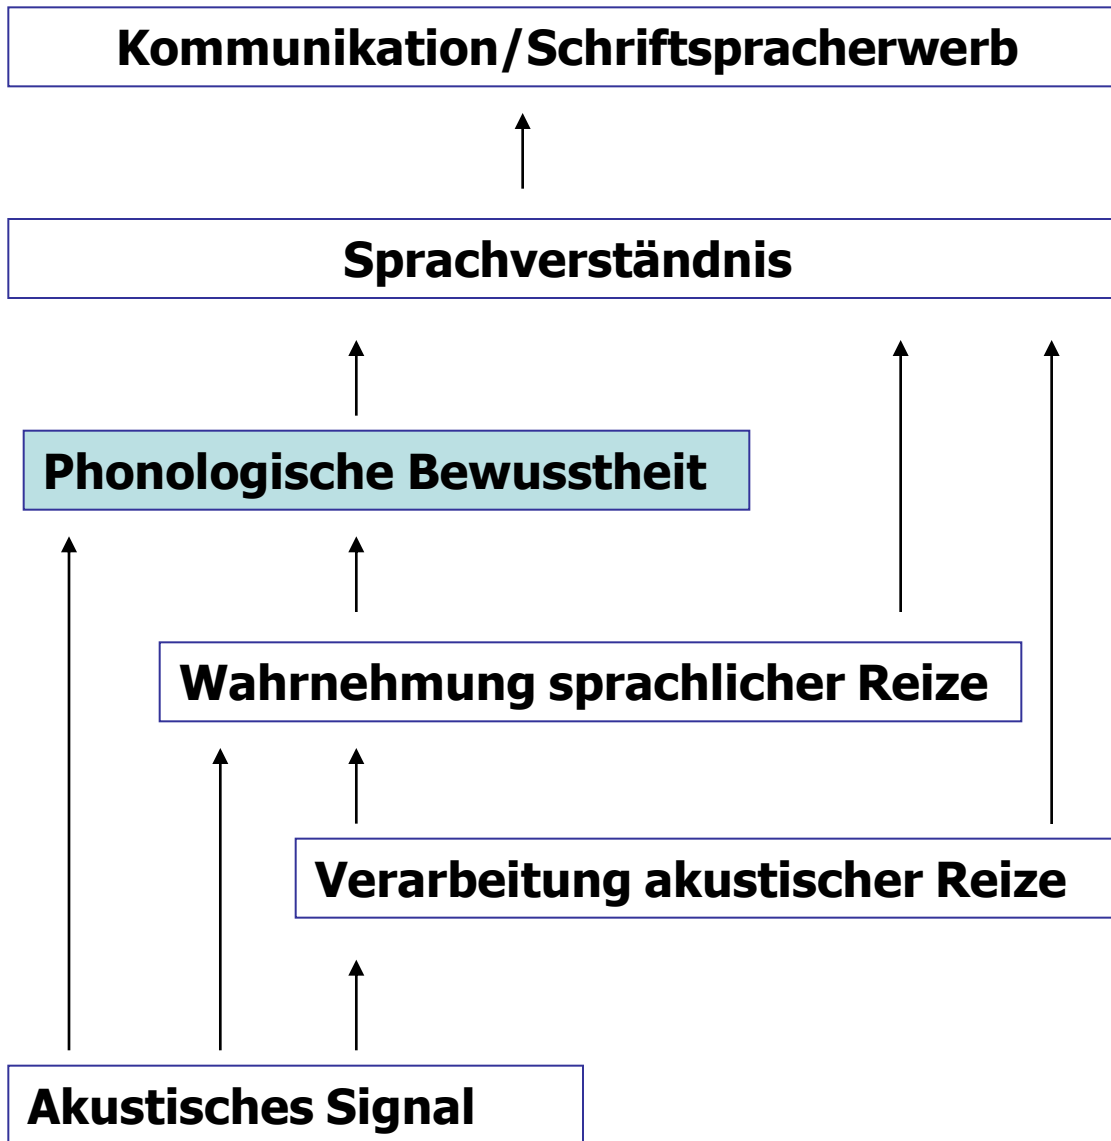 Kommunikation/Schriftspracherwerb
Sprachverständnis
Phonologische Bewusstheit
Wahrnehmung sprachlicher Reize
Verarbeitung akustischer Reize
Akustisches Signal